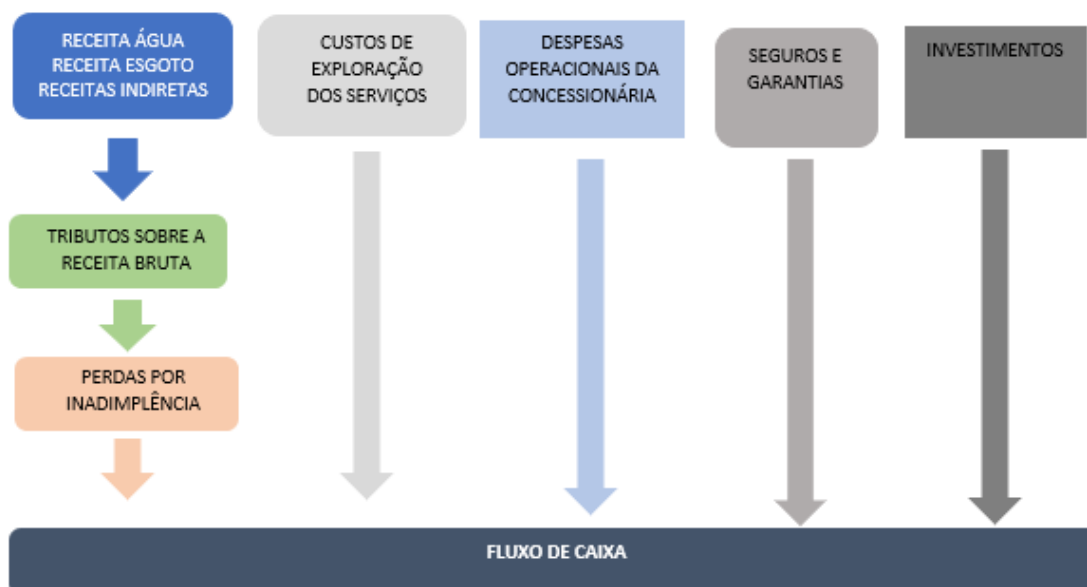 RECEITA ÁGUA
RECEITA ESGOTO
RECEITAS INDIRETAS
CUSTOS DE
EXPLORAÇÃO
DOS SERVIÇOS
DESPESAS
OPERACIONAIS DA
CONCESSIONÁRIA
SEGUROS E
GARANTIAS
INVESTIMENTOS
TRIBUTOS SOBRE A
RECEITA BRUTA
PERDAS POR
INADIMPLÊNCIA
FLUXO DE CAIXA